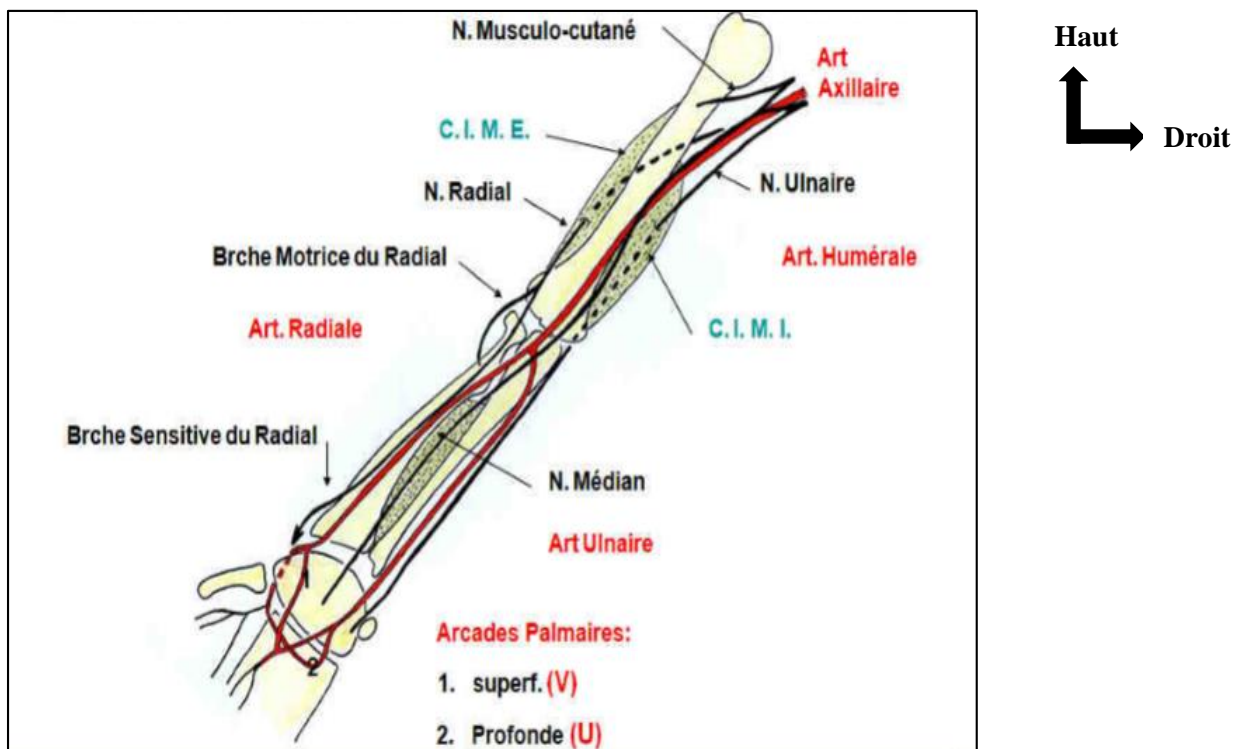 N. Musculo-cutané
Art
Axillaire
Haut
Droit
C. I. M. E.
N. Radial
N. Ulnaire
Brche Motrice du Radial
Art. Humérale
Art. Radiale
C. I. M. I.
Brche Sensitive du Radial
N. Médian
Art Ulnaire
1
2
Arcades Palmaires:
1. superf. (V)
2. Profonde (U)